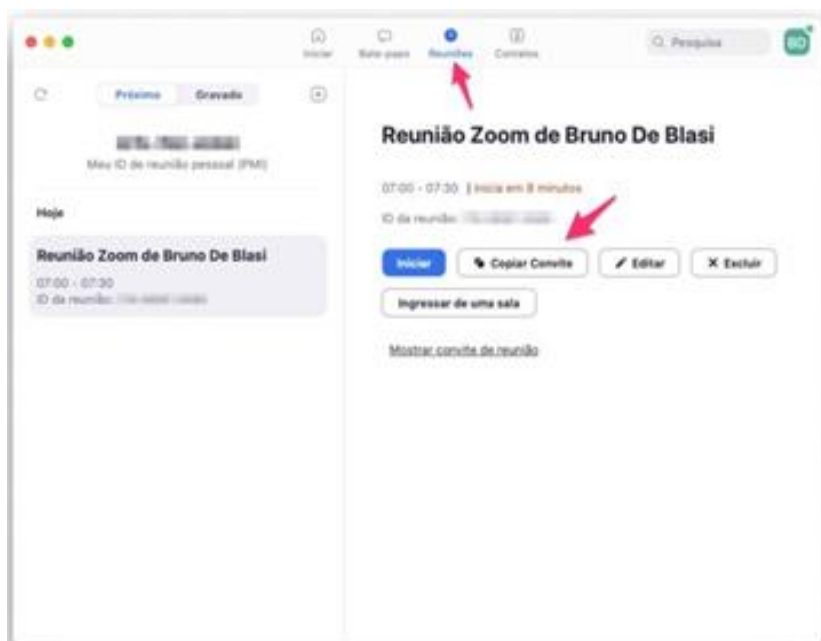 Iniciar Bate-papo Reuniões Contatos Pesquisa BD
Próximo Gravado
Meu ID de reunião pessoal (PMI)
Hoje
Reunião Zoom de Bruno De Blasi
07:00 - 07:30
ID da reunião:
Reunião Zoom de Bruno De Blasi
07:00 - 07:30 | Inicia em 8 minutos
ID da reunião:
Iniciar Copiar Convite Editar Excluir
Ingressar de uma sala
Mostrar convite de reunião